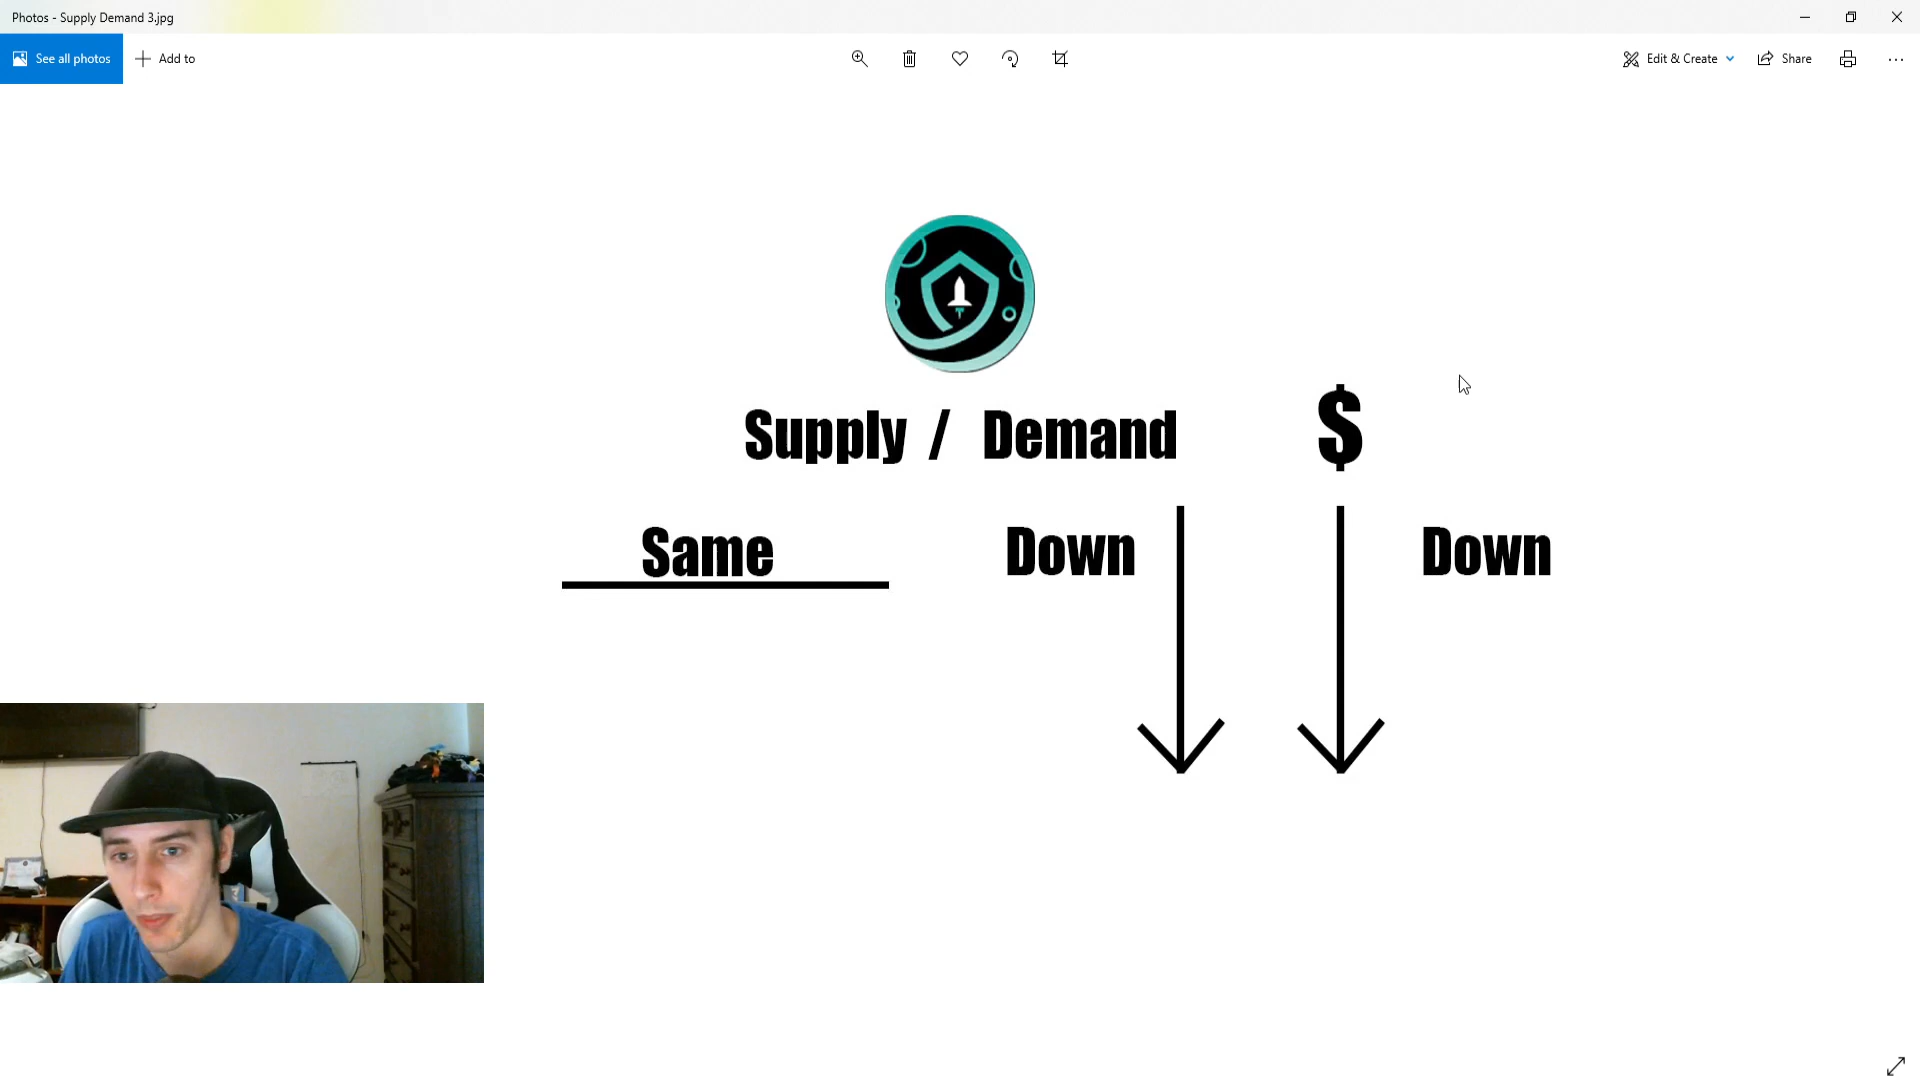 Photos - Supply Demand 3.jpg
See all photos
Add to
Edit & Create
Share
Supply / Demand $
Same Down Down